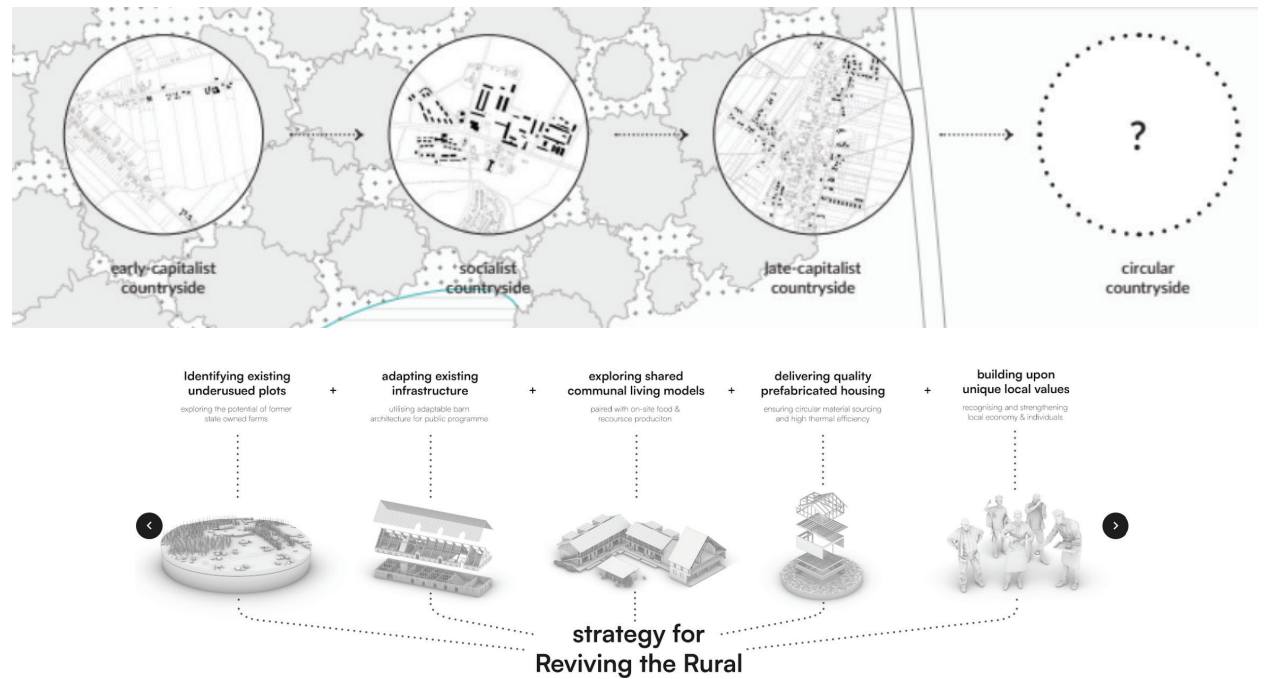 early-capitalist
countryside
socialist
countryside
late-capitalist
countryside
?
circular
countryside
Identifying existing
underusued plots
exploring the potential of former
state owned farms
+
adapting existing
infrastructure
utilising adaptable barn
architecture for public programme
+
exploring shared
communal living models
paired with on-site food &
recoursce produciton
+
delivering quality
prefabricated housing
ensuring circular material sourcing
and high thermal efficiency
+
building upon
unique local values
recognising and strengthening
local economy & individuals
strategy for
Reviving the Rural